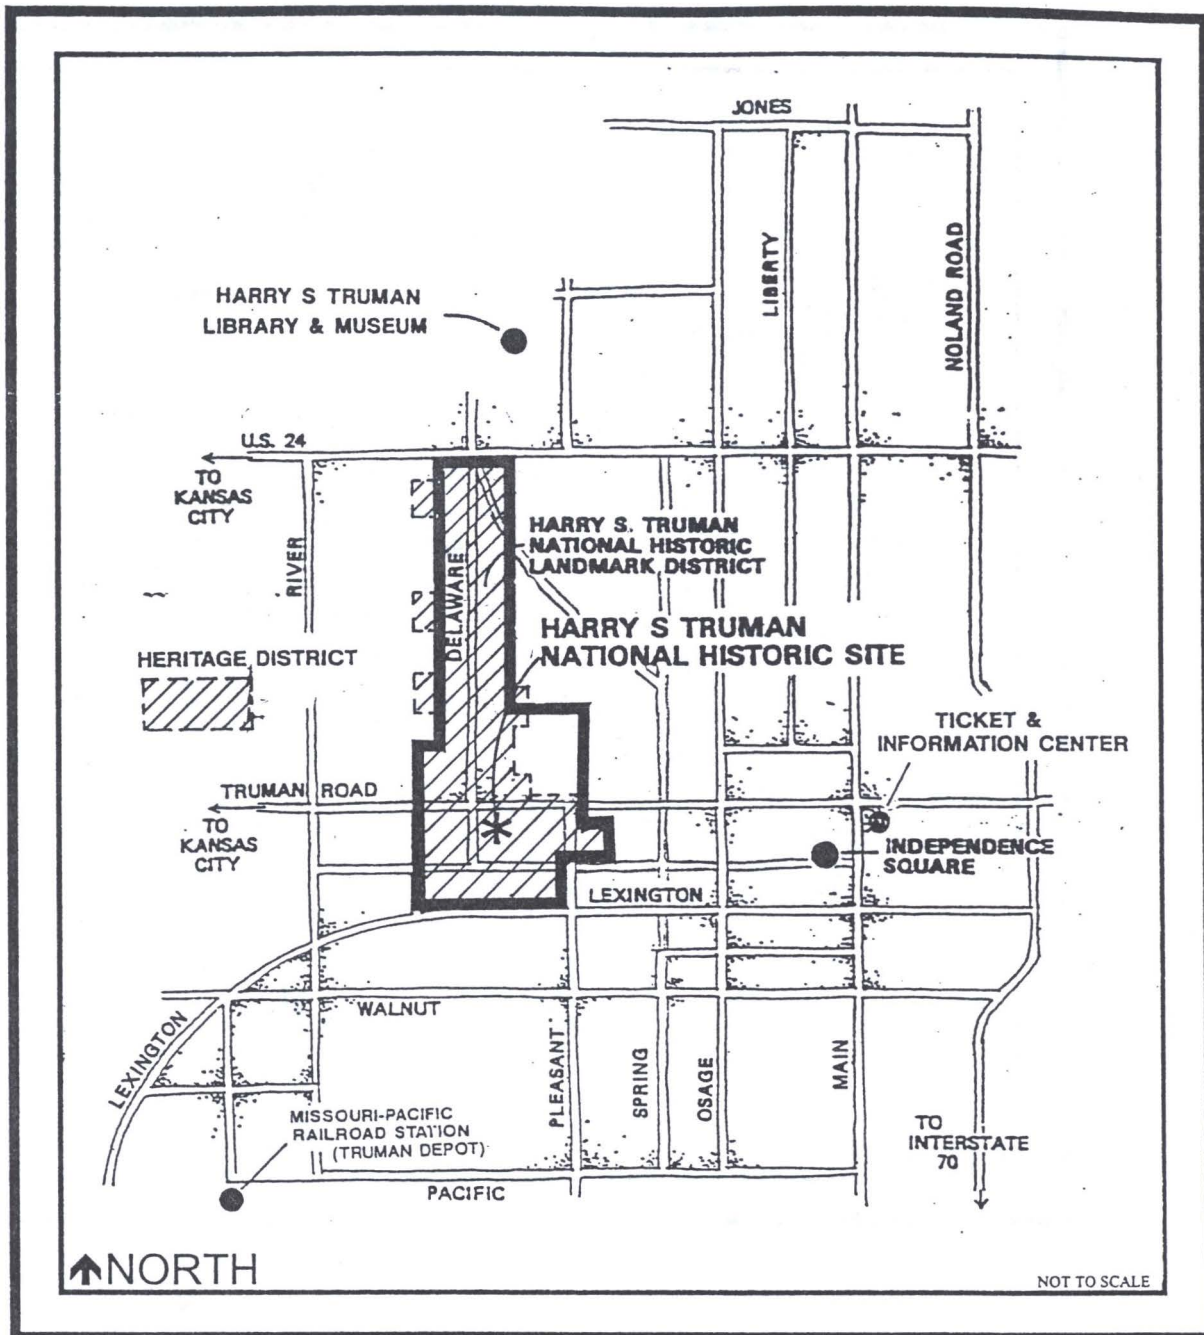 JONES
LIBERTY
NOLAND ROAD
HARRY S TRUMAN
LIBRARY & MUSEUM
U.S. 24
TO
KANSAS
CITY
RIVER
DELAWARE
HARRY S. TRUMAN
NATIONAL HISTORIC
LANDMARK DISTRICT
HARRY S TRUMAN
NATIONAL HISTORIC SITE
HERITAGE DISTRICT
TICKET &
INFORMATION CENTER
TRUMAN ROAD
TO
KANSAS
CITY
INDEPENDENCE
SQUARE
LEXINGTON
WALNUT
LEXINGTON
PLEASANT
SPRING
OSAGE
MAIN
MISSOURI-PACIFIC
RAILROAD STATION
(TRUMAN DEPOT)
TO
INTERSTATE
70
PACIFIC
NORTH
NOT TO SCALE